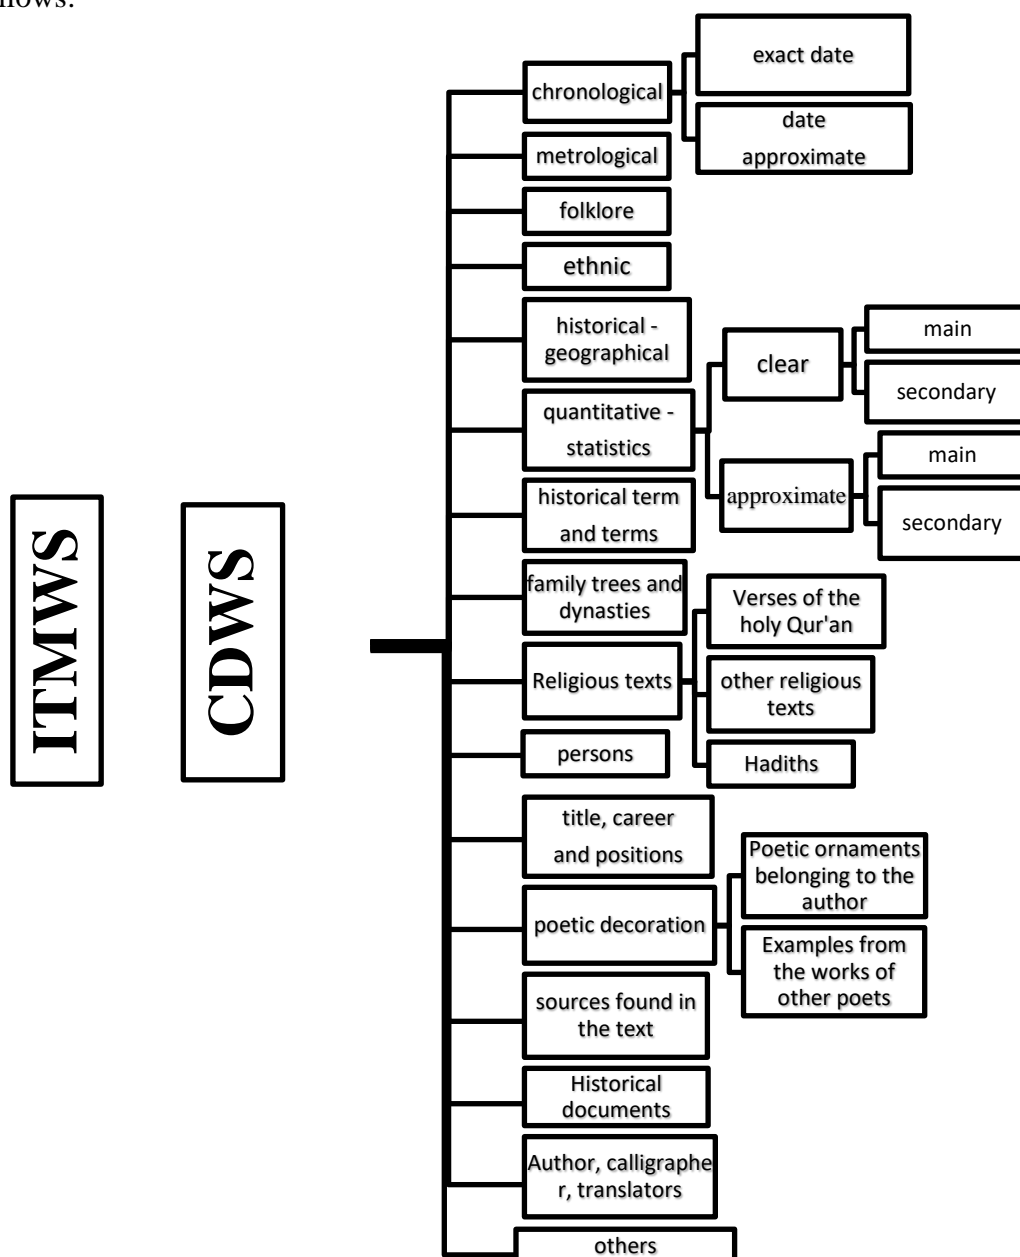 chronological
exact date
date
approximate
metrological
folklore
ethnic
historical -
geographical
quantitative -
statistics
clear
main
secondary
approximate
main
secondary
historical term
and terms
family trees and
dynasties
Religious texts
Verses of the
holy Qur'an
other religious
texts
Hadiths
persons
title, career
and positions
poetic decoration
Poetic ornaments
belonging to the
author
Examples from
the works of
other poets
sources found in
the text
Historical
documents
Author, calligraphe
r, translators
others
ITMWS
CDWS